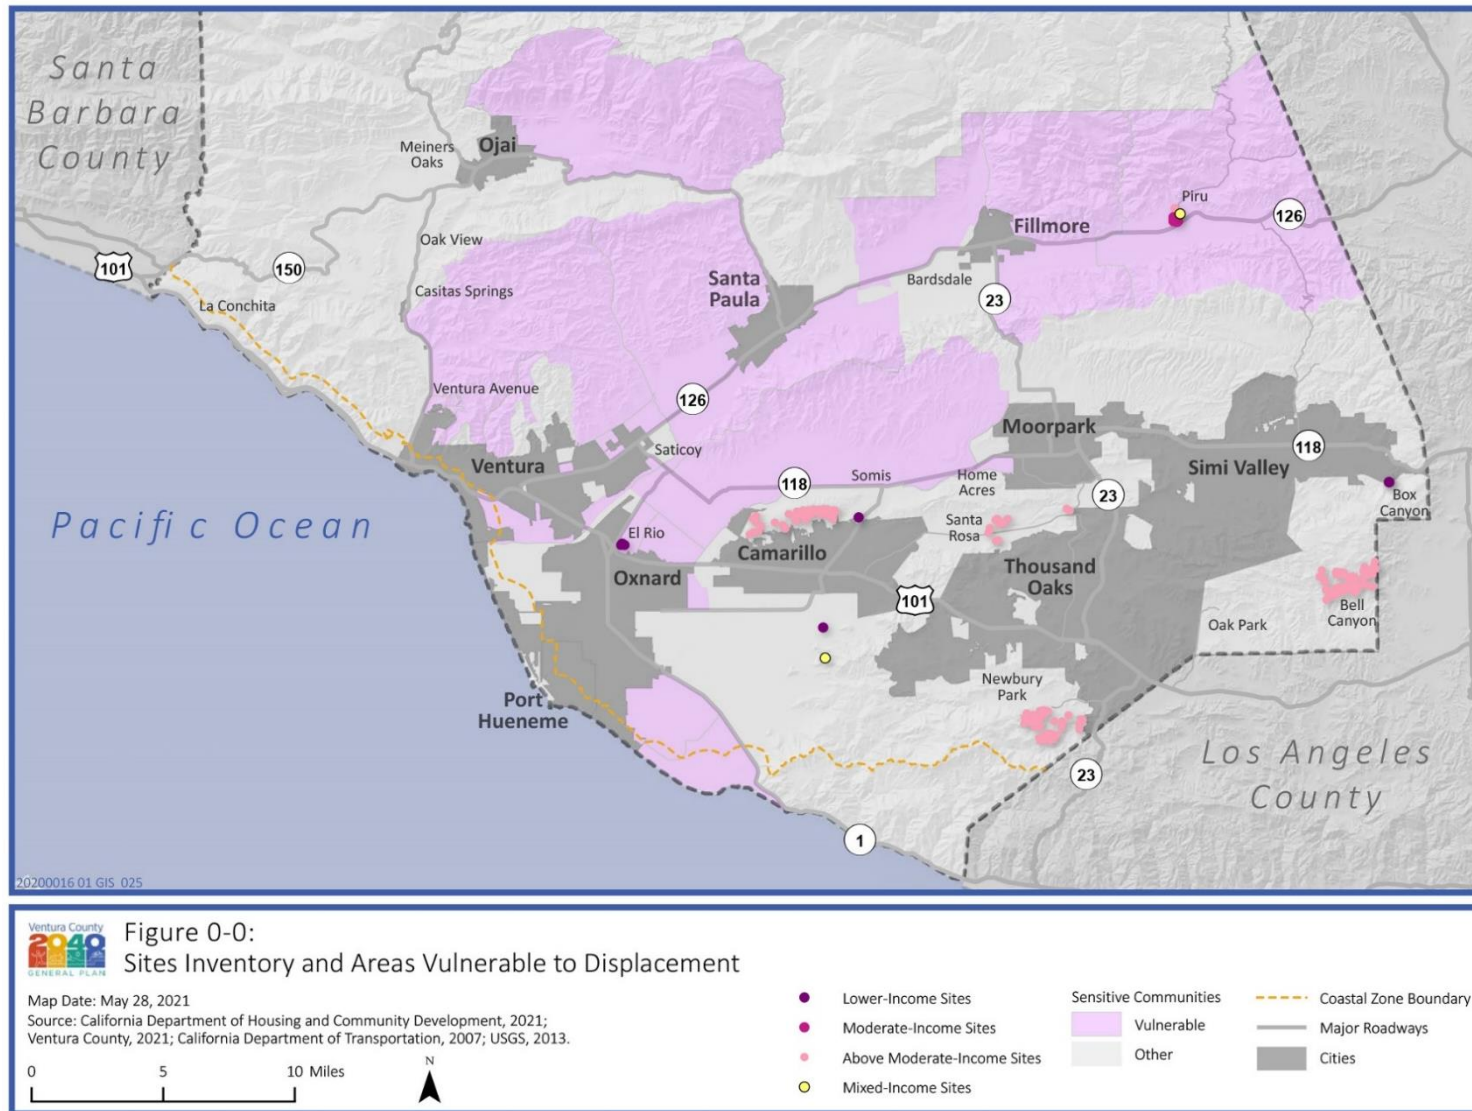 Santa
Barbara
County
Meiners
Oaks
Ojai
Piru
126
Fillmore
Oak View
101
150
Santa
Paula
Bardsdale
Casitas Springs
23
La Conchita
Ventura Avenue
126
Moorpark
118
Saticoy
Ventura
Simi Valley
118
Somis
Home
Acres
23
Box
Canyon
Pacific Ocean
El Rio
Santa
Rosa
Camarillo
Oxnard
Thousand
Oaks
101
Bell
Canyon
Oak Park
Newbury
Park
Port
Hueneme
Los Angeles
County
23
1
20200016 01 GIS 025
Ventura County
2040
GENERAL PLAN
Figure 0-0:
Sites Inventory and Areas Vulnerable to Displacement
Map Date: May 28, 2021
Source: California Department of Housing and Community Development, 2021;
Ventura County, 2021; California Department of Transportation, 2007; USGS, 2013.
0 5 10 Miles
N
Lower-Income Sites
Moderate-Income Sites
Above Moderate-Income Sites
Mixed-Income Sites
Sensitive Communities
Vulnerable
Other
Coastal Zone Boundary
Major Roadways
Cities